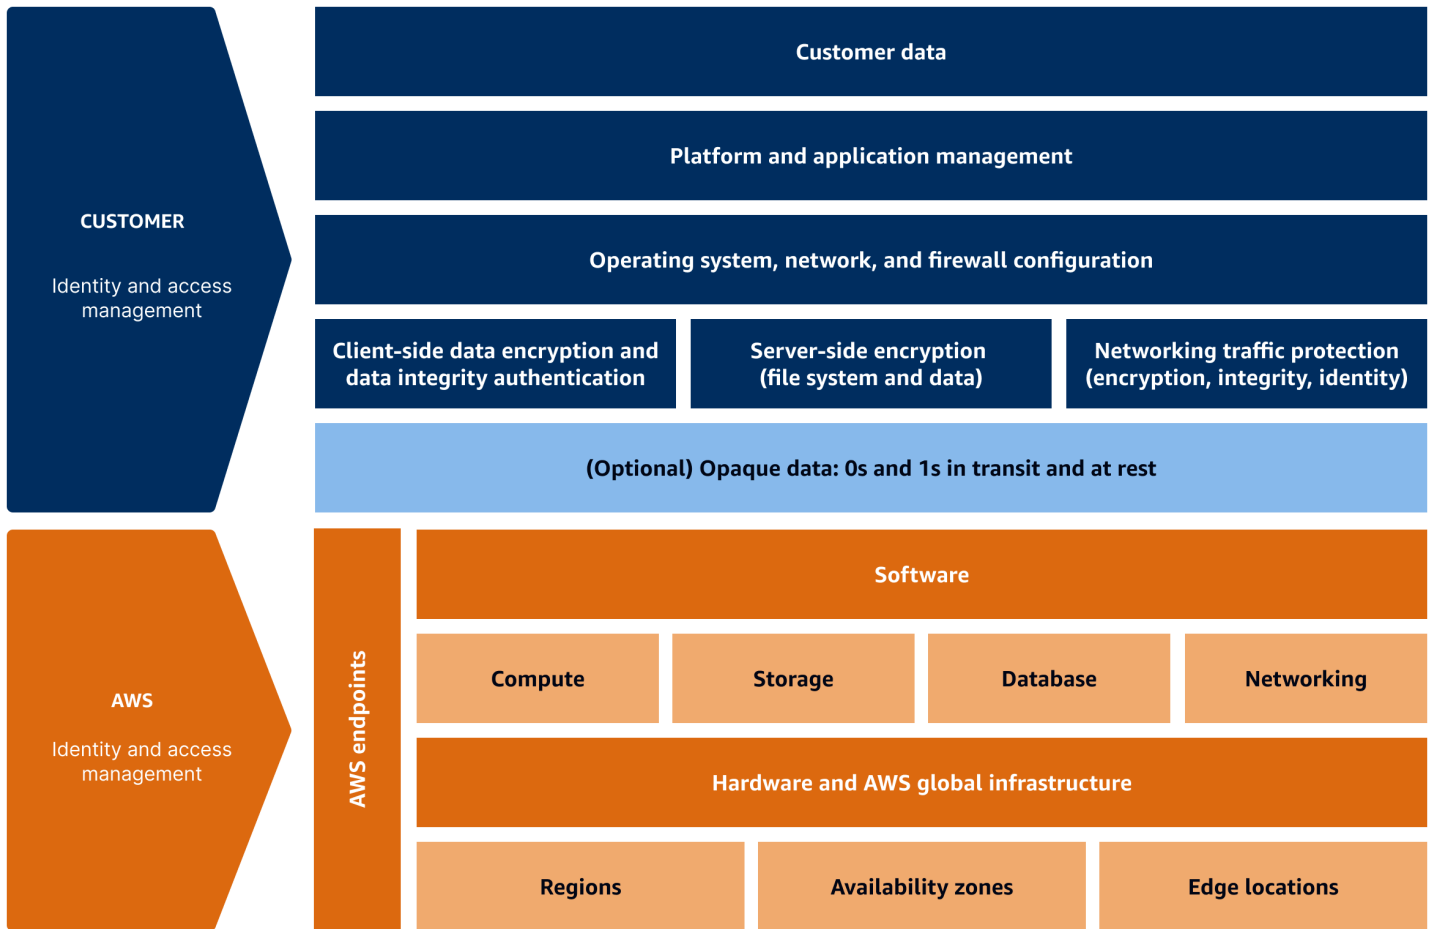 CUSTOMER
Identity and access
management
Customer data
Platform and application management
Operating system, network, and firewall configuration
Client-side data encryption and
data integrity authentication
Server-side encryption
(file system and data)
Networking traffic protection
(encryption, integrity, identity)
(Optional) Opaque data: 0s and 1s in transit and at rest
AWS
Identity and access
management
AWS endpoints
Software
Compute
Storage
Database
Networking
Hardware and AWS global infrastructure
Regions
Availability zones
Edge locations